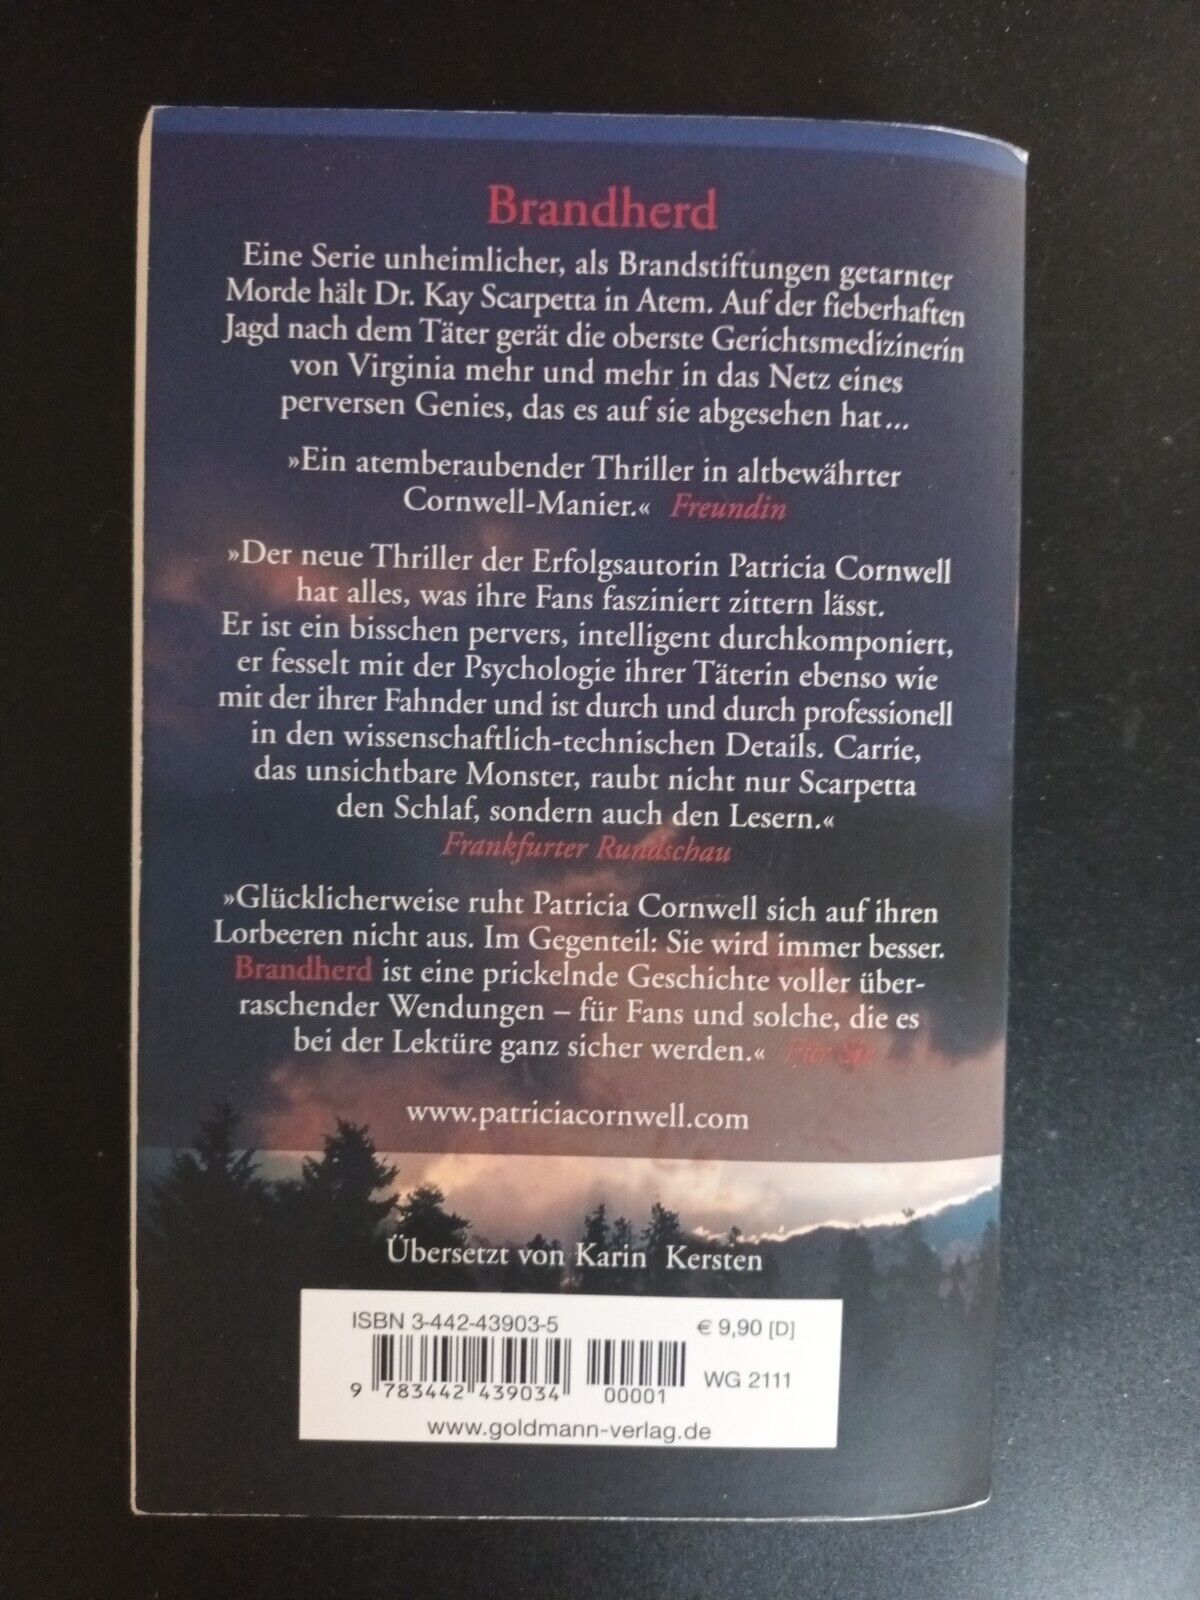 Brandherd
Eine Serie unheimlicher, als Brandstiftungen getarnter
Morde hält Dr. Kay Scarpetta in Atem. Auf der fieberhaften
Jagd nach dem Täter gerät die oberste Gerichtsmedizinerin
von Virginia mehr und mehr in das Netz eines
perversen Genies, das es auf sie abgesehen hat...
»Ein atemberaubender Thriller in altbewährter
Cornwell-Manier.« Freundin
»Der neue Thriller der Erfolgsautorin Patricia Cornwell
hat alles, was ihre Fans fasziniert zittern lässt.
Er ist ein bisschen pervers, intelligent durchkomponiert,
er fesselt mit der Psychologie ihrer Täterin ebenso wie
mit der ihrer Fahnder und ist durch und durch professionell
in den wissenschaftlich-technischen Details. Carrie,
das unsichtbare Monster, raubt nicht nur Scarpetta
den Schlaf, sondern auch den Lesern.«
Frankfurter Rundschau
»Glücklicherweise ruht Patricia Cornwell sich auf ihren
Lorbeeren nicht aus. Im Gegenteil: Sie wird immer besser.
Brandherd ist eine prickelnde Geschichte voller über-
raschender Wendungen – für Fans und solche, die es
bei der Lektüre ganz sicher werden.« Für Sie
www.patriciacornwell.com
Übersetzt von Karin Kersten
ISBN 3-442-43903-5
€ 9,90 [D]
9 783442 439034
00001
WG 2111
www.goldmann-verlag.de